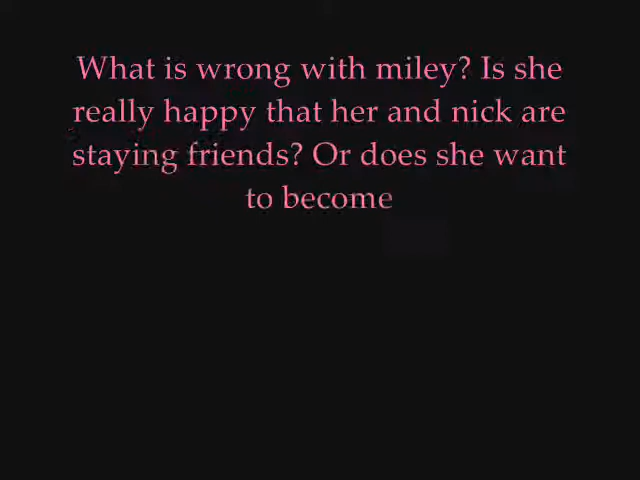 What is wrong with miley? Is she
really happy that her and nick are
staying friends? Or does she want
to become